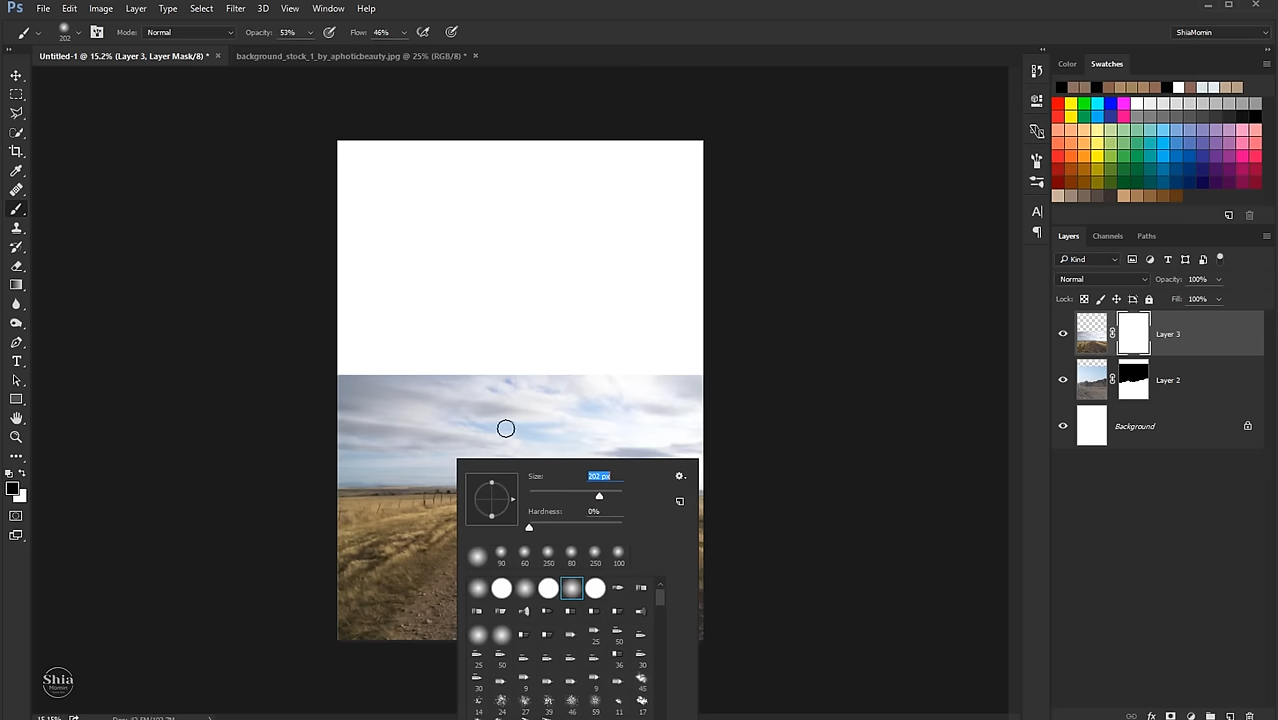 Ps File Edit Image Layer Type Select Filter 3D View Window Help
202 Mode: Normal Opacity: 53% Flow: 46% ShiaMomin
Untitled-1 @ 15.2% (Layer 3, Layer Mask/8) * × background_stock_1_by_aphoticbeauty.jpg @ 25% (RGB/8) * ×
Color Swatches
Layers Channels Paths
Kind
Normal Opacity: 100%
Lock: Fill: 100%
Layer 3
Layer 2
Background
Size: 202 px
Hardness: 0%
90 60 250 80 250 100
25 50
25 50 36 30
30 9 9 45
14 24 27 39 46 59 11 17
Shia
Momin
fx